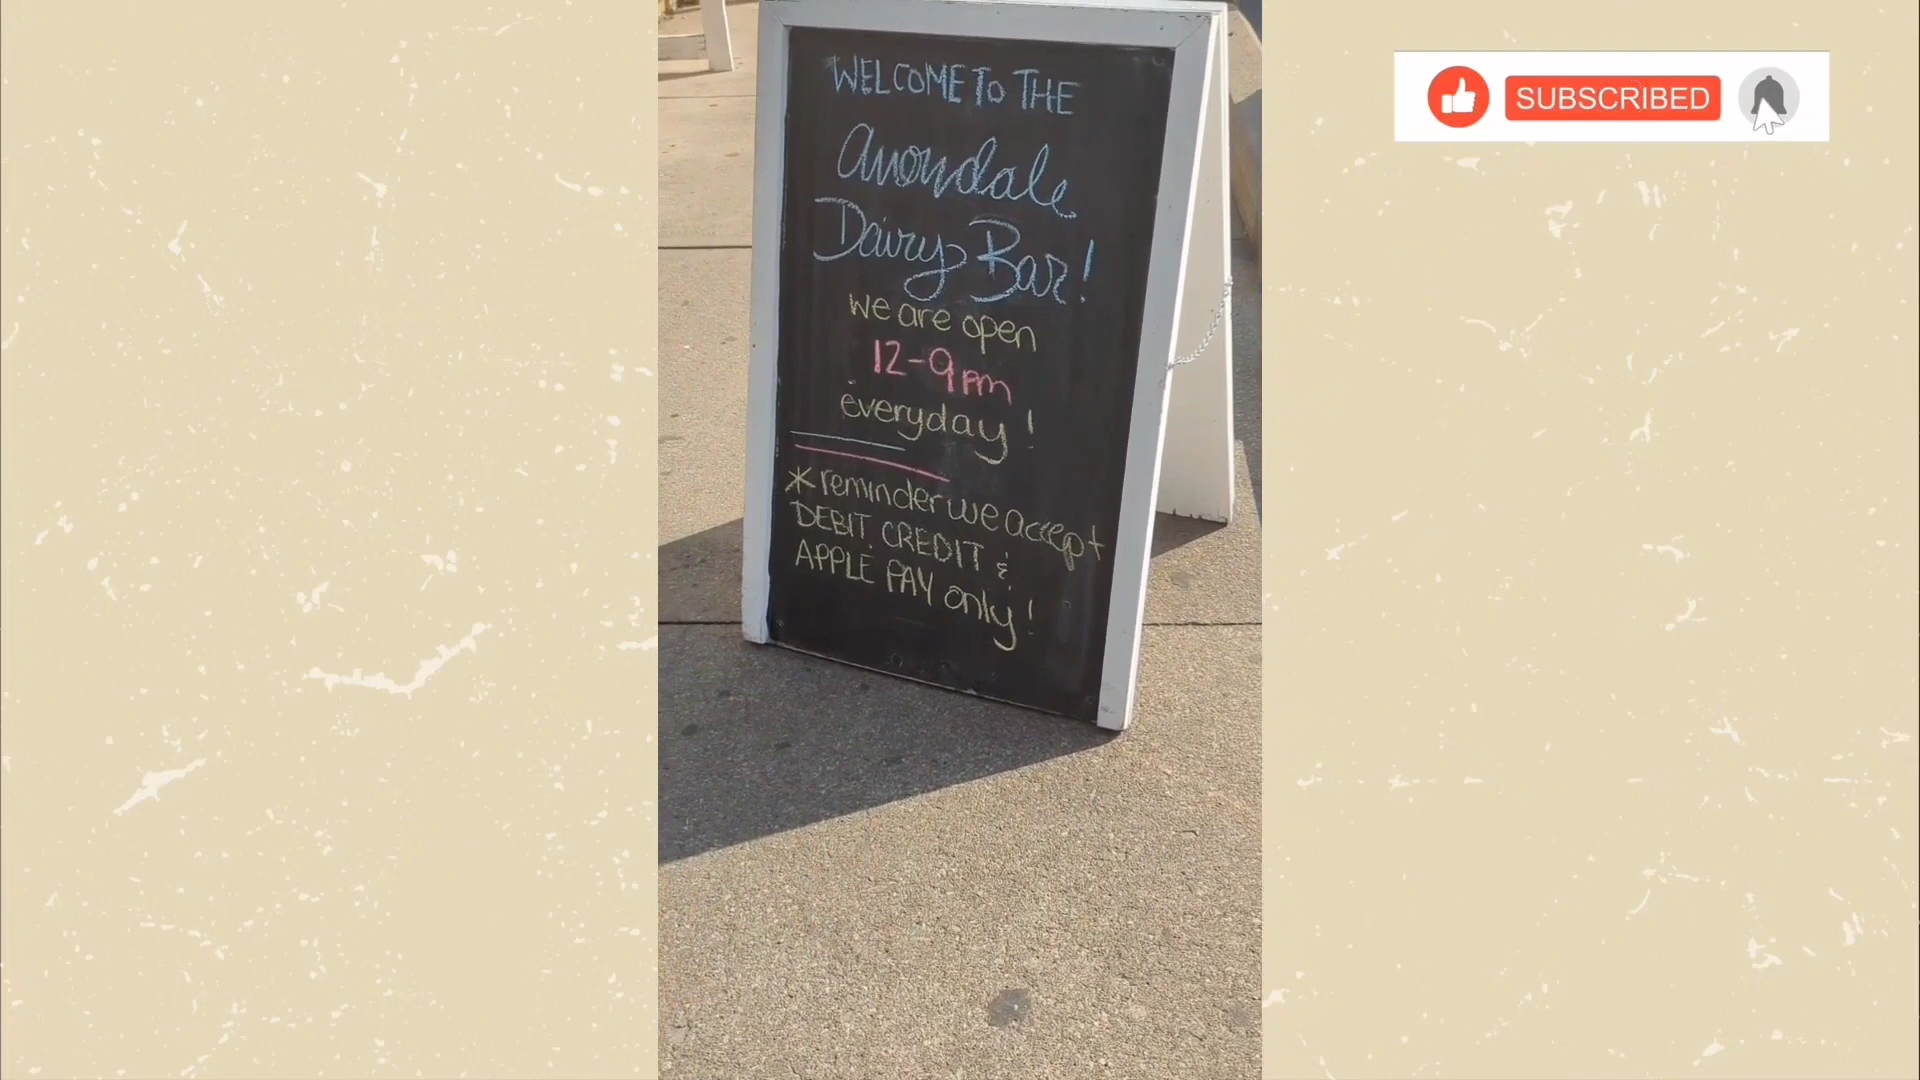 WELCOME TO THE
Avondale
Dairy Bar!
we are open
12-9pm
everyday!
*reminder we accept
DEBIT, CREDIT &
APPLE PAY only!
SUBSCRIBED